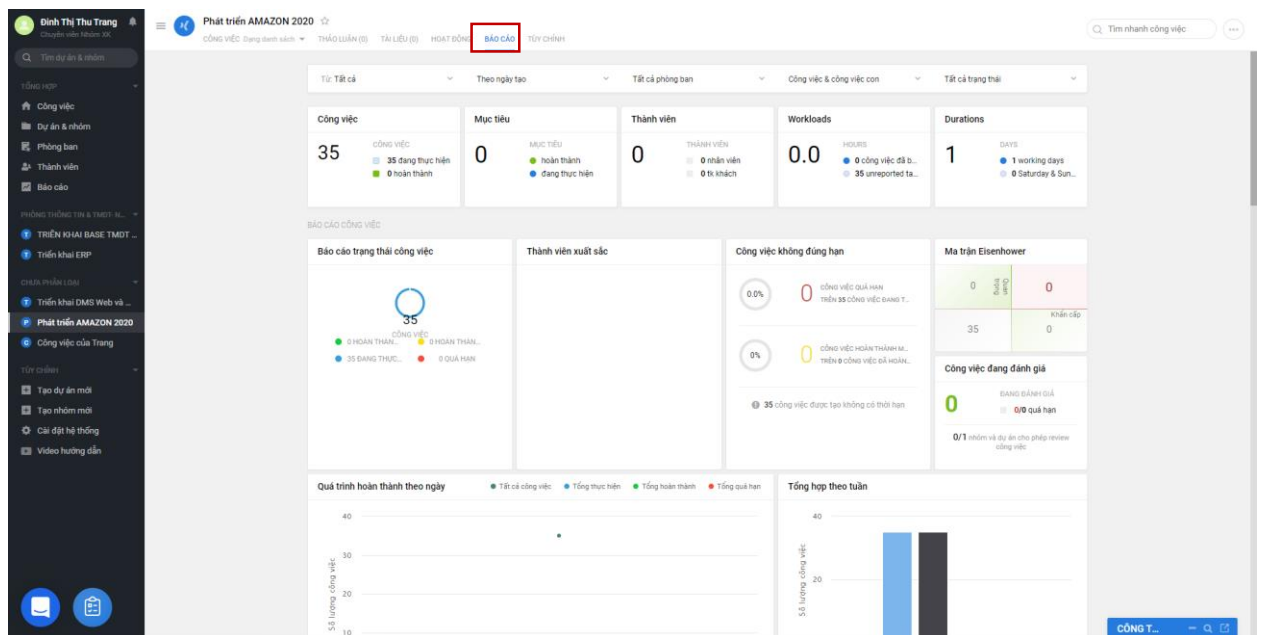 Đinh Thị Thu Trang
Chuyên viên Nhóm XK
Tìm dự án & nhóm
TỔNG HỢP
Công việc
Dự án & nhóm
Phòng ban
Thành viên
Báo cáo
PHÒNG THÔNG TIN & TMDT- N...
TRIỂN KHAI BASE TMDT ...
Triển khai ERP
CHƯA PHÂN LOẠI
Triển khai DMS Web và ...
Phát triển AMAZON 2020
Công việc của Trang
TÙY CHỈNH
Tạo dự án mới
Tạo nhóm mới
Cài đặt hệ thống
Video hướng dẫn
Phát triển AMAZON 2020
CÔNG VIỆC Dạng danh sách THẢO LUẬN (0) TÀI LIỆU (0) HOẠT ĐỘNG BÁO CÁO TÙY CHỈNH
Tìm nhanh công việc
Từ: Tất cả Theo ngày tạo Tất cả phòng ban Công việc & công việc con Tất cả trạng thái
Công việc
35
CÔNG VIỆC
35 đang thực hiện
0 hoàn thành
Mục tiêu
0
MỤC TIÊU
hoàn thành
đang thực hiện
Thành viên
0
THÀNH VIÊN
0 nhân viên
0 tk khách
Workloads
0.0
HOURS
0 công việc đã b...
35 unreported ta...
Durations
1
DAYS
1 working days
0 Saturday & Sun...
BÁO CÁO CÔNG VIỆC
Báo cáo trạng thái công việc
35
CÔNG VIỆC
0 HOÀN THÀN... 0 HOÀN THÀN...
35 ĐANG THỰC... 0 QUÁ HẠN
Thành viên xuất sắc
Công việc không đúng hạn
0.0%
0
CÔNG VIỆC QUÁ HẠN
TRÊN 35 CÔNG VIỆC ĐANG T...
0%
0
CÔNG VIỆC HOÀN THÀNH M...
TRÊN 0 CÔNG VIỆC ĐÃ HOÀN...
35 công việc được tạo không có thời hạn
Ma trận Eisenhower
0 Quan trọng 0
Khẩn cấp
35 0
Công việc đang đánh giá
0
ĐANG ĐÁNH GIÁ
0/0 quá hạn
0/1 nhóm và dự án cho phép review
công việc
Quá trình hoàn thành theo ngày
Tất cả công việc Tổng thực hiện Tổng hoàn thành Tổng quá hạn
40
30
20
10
Số lượng công việc
Tổng hợp theo tuần
40
20
Số lượng công việc
CÔNG T...